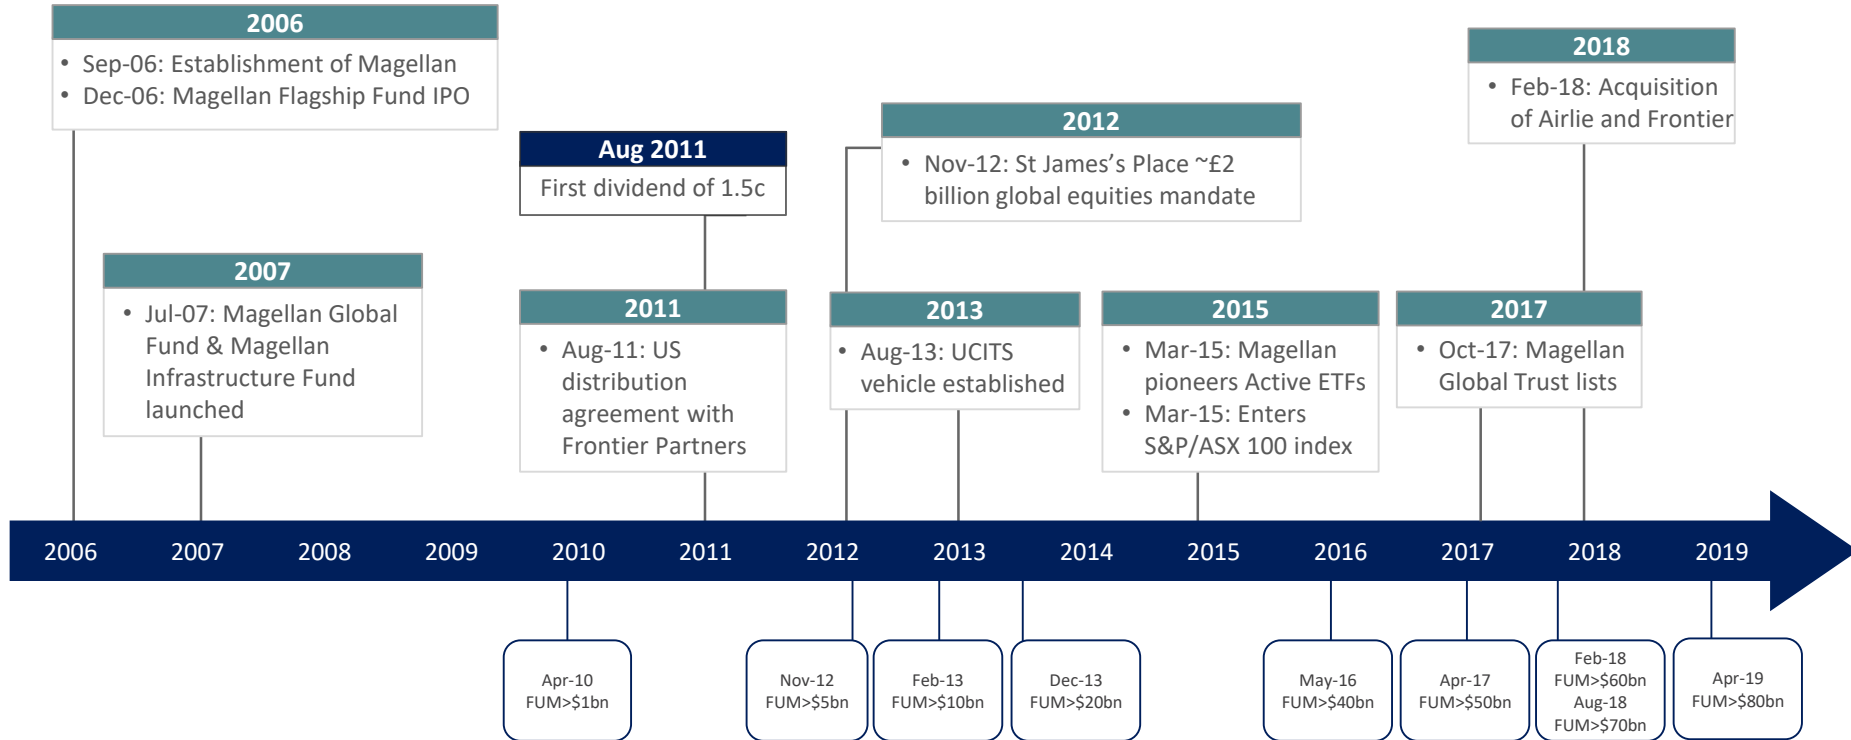 2006
• Sep-06: Establishment of Magellan
• Dec-06: Magellan Flagship Fund IPO
2007
• Jul-07: Magellan Global
Fund & Magellan
Infrastructure Fund
launched
Aug 2011
First dividend of 1.5c
2011
• Aug-11: US
distribution
agreement with
Frontier Partners
2012
• Nov-12: St James’s Place ~£2
billion global equities mandate
2013
• Aug-13: UCITS
vehicle established
2015
• Mar-15: Magellan
pioneers Active ETFs
• Mar-15: Enters
S&P/ASX 100 index
2017
• Oct-17: Magellan
Global Trust lists
2018
• Feb-18: Acquisition
of Airlie and Frontier
2006 2007 2008 2009 2010 2011 2012 2013 2014 2015 2016 2017 2018 2019
Apr-10
FUM>$1bn
Nov-12
FUM>$5bn
Feb-13
FUM>$10bn
Dec-13
FUM>$20bn
May-16
FUM>$40bn
Apr-17
FUM>$50bn
Feb-18
FUM>$60bn
Aug-18
FUM>$70bn
Apr-19
FUM>$80bn